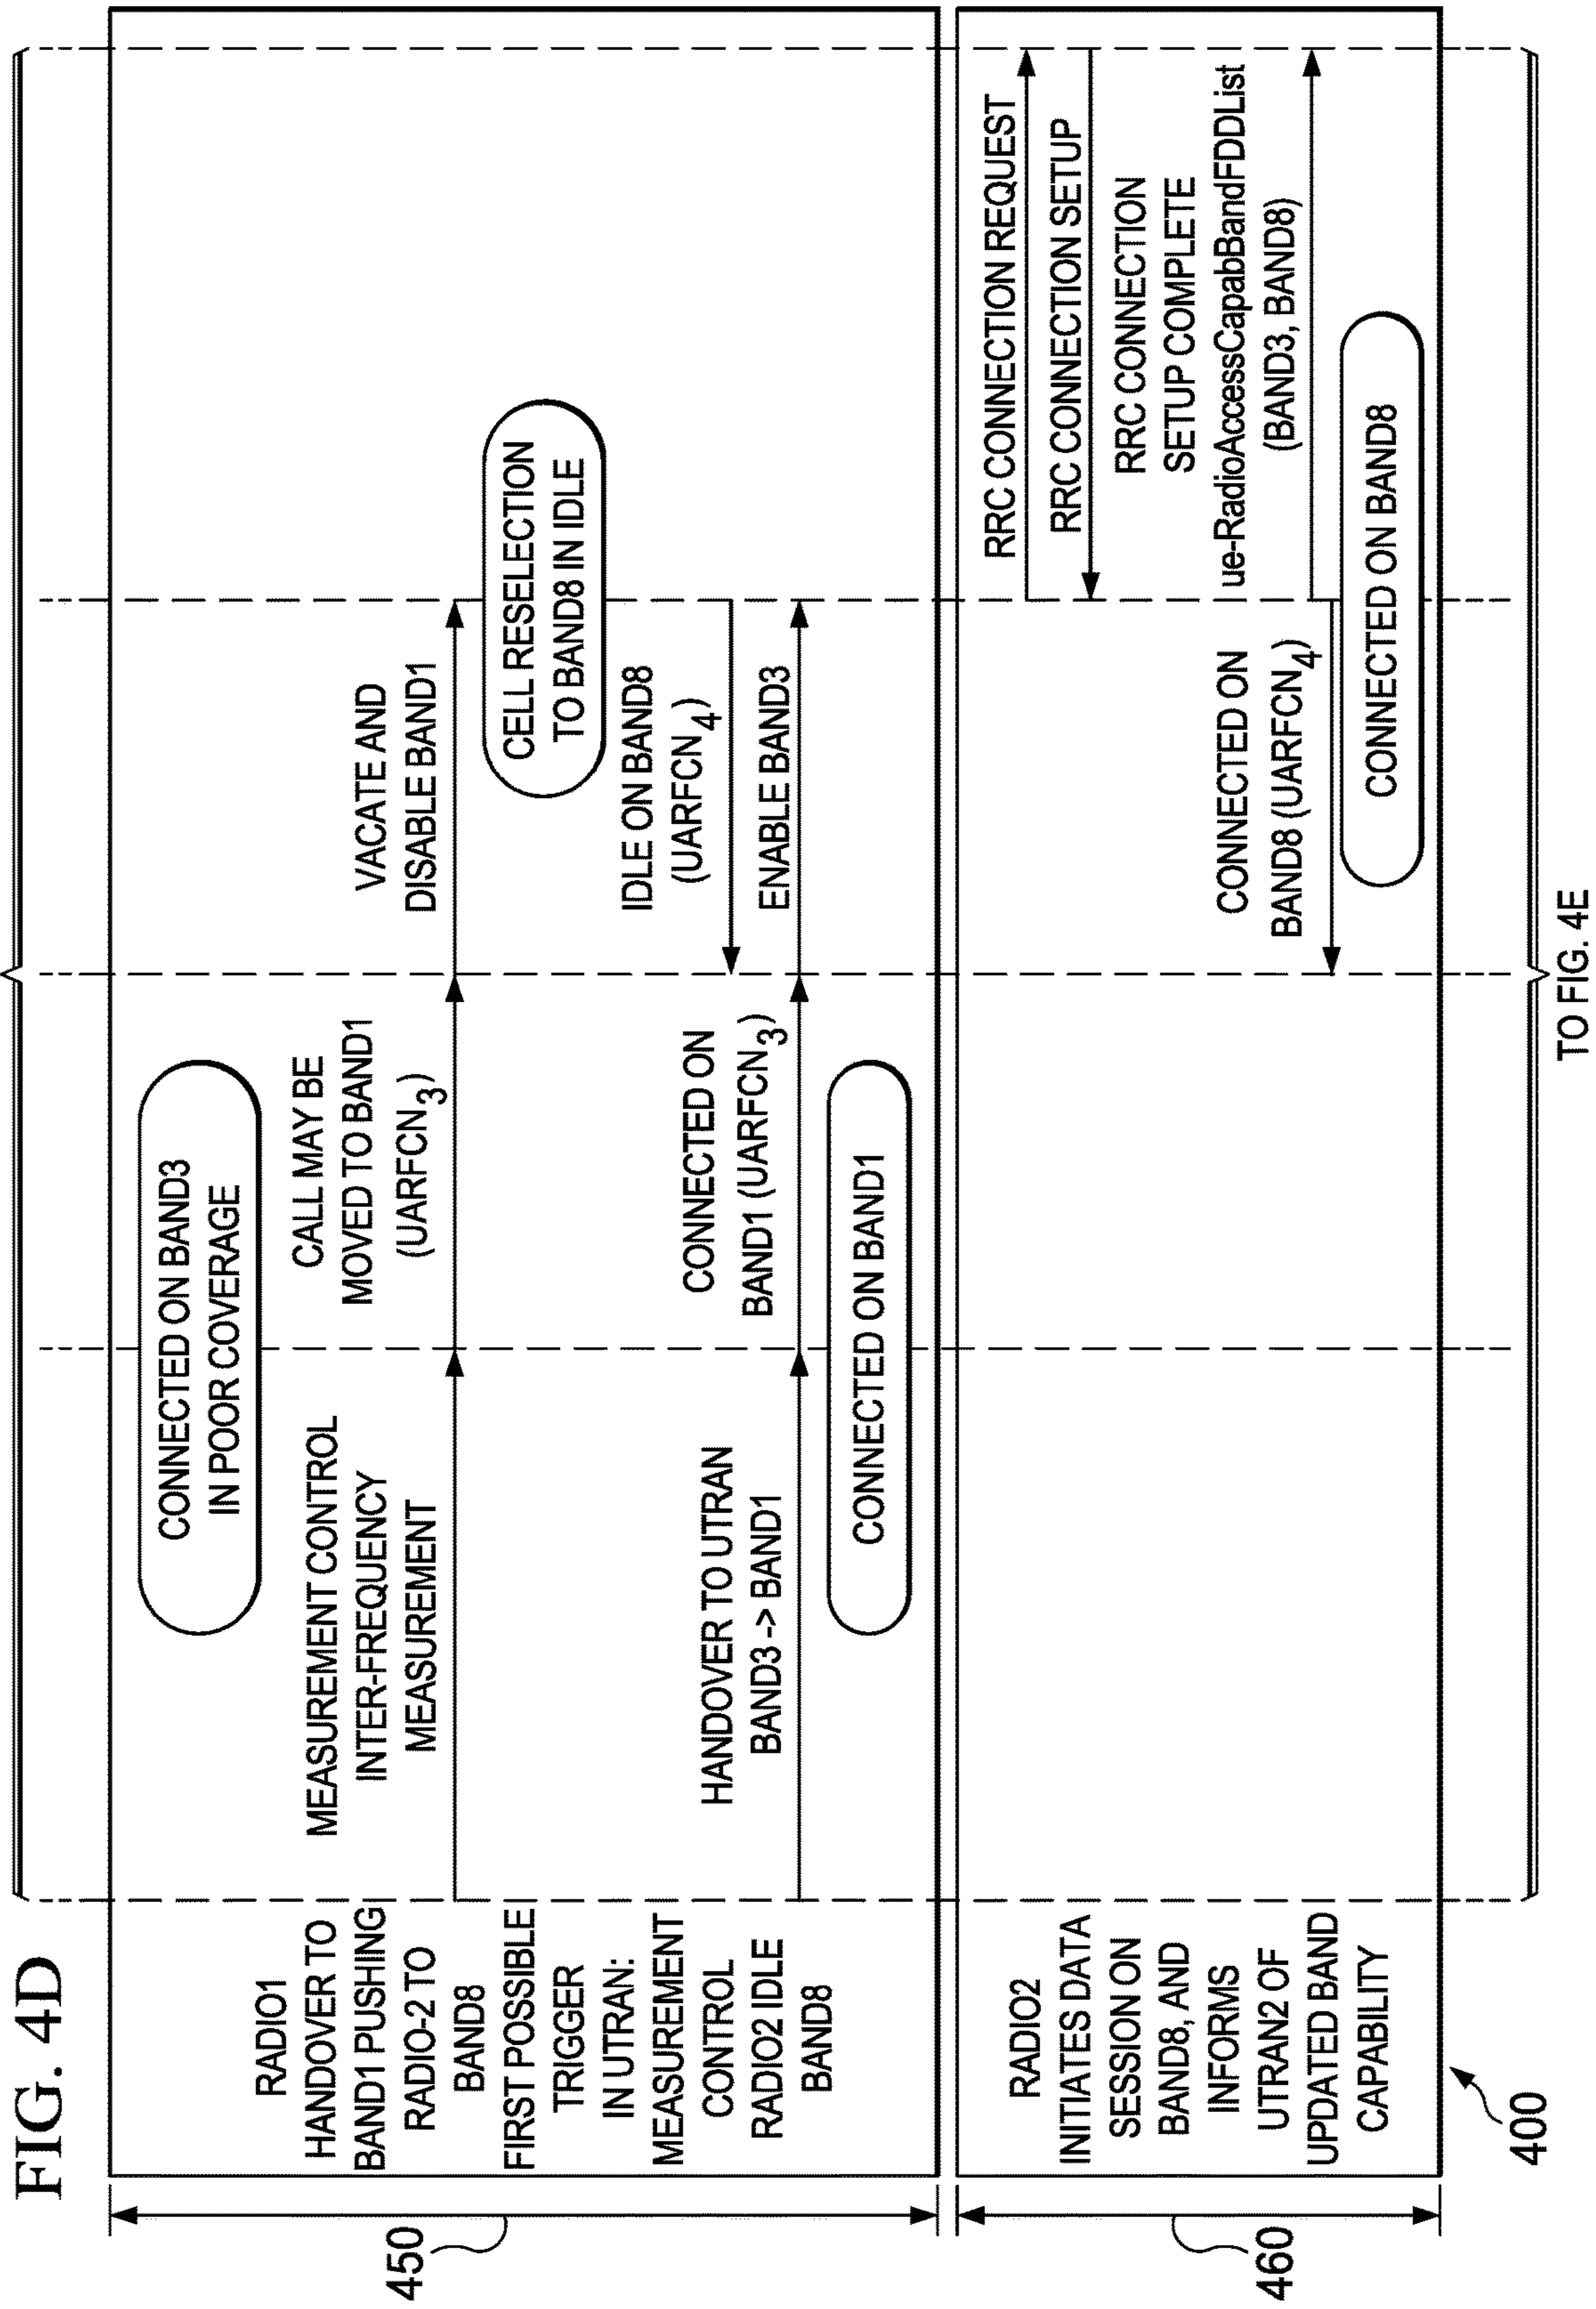 FIG. 4D
450
RADIO1
HANDOVER TO
BAND1 PUSHING
RADIO-2 TO
BAND8
FIRST POSSIBLE
TRIGGER
IN UTRAN:
MEASUREMENT
CONTROL
RADIO2 IDLE
BAND8
CONNECTED ON BAND3
IN POOR COVERAGE
MEASUREMENT CONTROL
INTER-FREQUENCY
MEASUREMENT
CALL MAY BE
MOVED TO BAND1
(UARFCN3)
VACATE AND
DISABLE BAND1
CELL RESELECTION
TO BAND8 IN IDLE
IDLE ON BAND8
(UARFCN4)
HANDOVER TO UTRAN
BAND3 -> BAND1
CONNECTED ON
BAND1 (UARFCN3)
ENABLE BAND3
CONNECTED ON BAND1
460
RADIO2
INITIATES DATA
SESSION ON
BAND8, AND
INFORMS
UTRAN2 OF
UPDATED BAND
CAPABILITY
RRC CONNECTION REQUEST
RRC CONNECTION SETUP
RRC CONNECTION
SETUP COMPLETE
ue-RadioAccessCapabBandFDDList
(BAND3, BAND8)
CONNECTED ON
BAND8 (UARFCN4)
CONNECTED ON BAND8
400
TO FIG. 4E